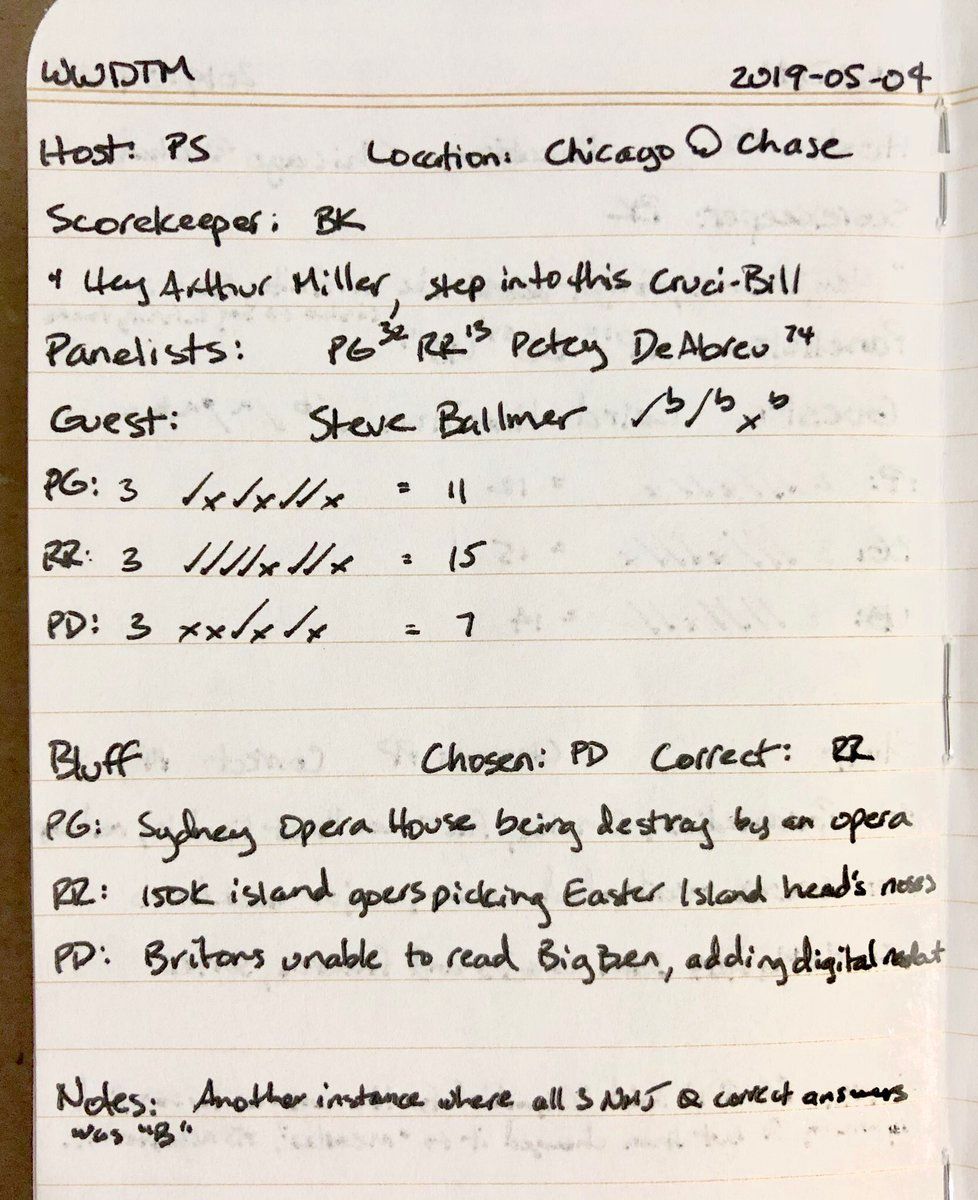 WWDTM 2019-05-04
Host: PS Location: Chicago @ Chase
Scorekeeper: BK
" Hey Arthur Miller, step into this Cruci-Bill
Panelists: PG 32 RR 13 Petey DeAbreu 74
Guest: Steve Ballmer ✓b ✓b xb
PG: 3 ✓x✓x✓✓x = 11
RR: 3 ✓✓✓✓x✓✓x = 15
PD: 3 xx✓x✓x = 7
Bluff Chosen: PD Correct: RR
PG: Sydney Opera House being destroy by an opera
RR: 150K island goers picking Easter Island head's noses
PD: Britons unable to read Big Ben, adding digital
Notes: Another instance where all 3 NMJ Q correct answers
was "B"